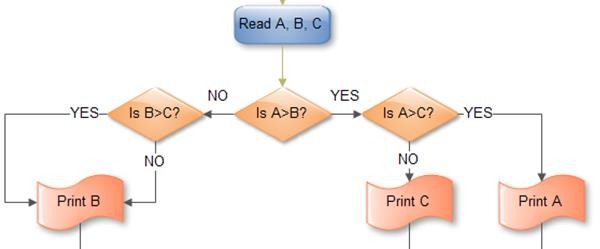 Read A, B, C
NO
YES
YES
Is B>C?
Is A>B?
Is A>C?
YES
NO
NO
Print B
Print C
Print A